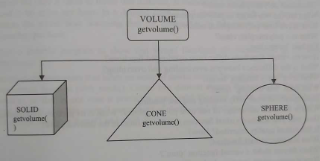 VOLUME
getvolume()
SOLID
getvolume(
)
CONE
getvolume()
SPHERE
getvolume()